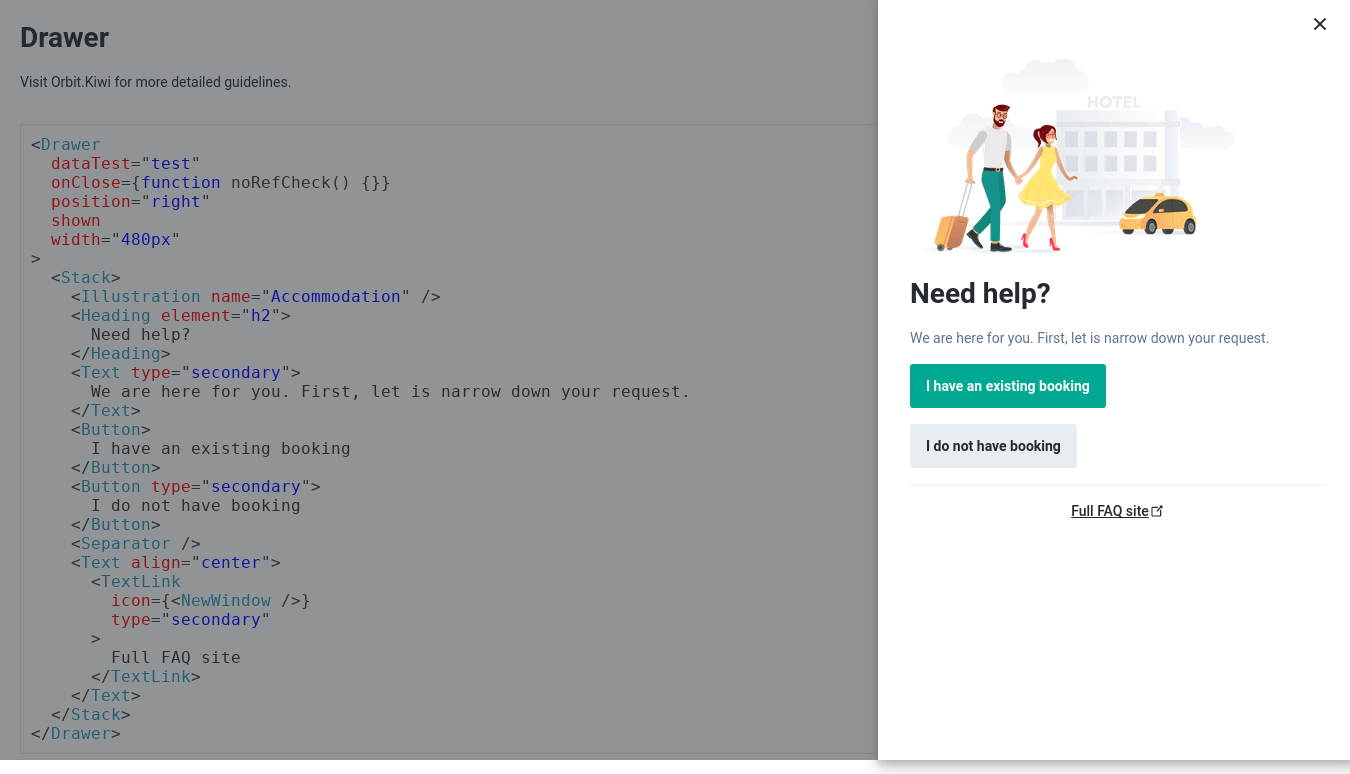 Drawer
Visit Orbit.Kiwi for more detailed guidelines.
<Drawer
  dataTest="test"
  onClose={function noRefCheck() {}}
  position="right"
  shown
  width="480px"
>
  <Stack>
    <Illustration name="Accommodation" />
    <Heading element="h2">
      Need help?
    </Heading>
    <Text type="secondary">
      We are here for you. First, let is narrow down your request.
    </Text>
    <Button>
      I have an existing booking
    </Button>
    <Button type="secondary">
      I do not have booking
    </Button>
    <Separator />
    <Text align="center">
      <TextLink
        icon={<NewWindow />}
        type="secondary"
      >
        Full FAQ site
      </TextLink>
    </Text>
  </Stack>
</Drawer>
HOTEL
Need help?
We are here for you. First, let is narrow down your request.
I have an existing booking
I do not have booking
Full FAQ site